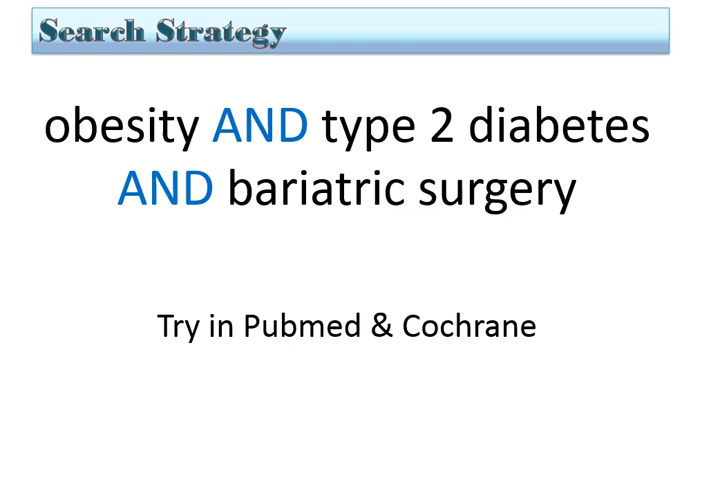 Search Strategy
obesity AND type 2 diabetes
AND bariatric surgery
Try in Pubmed & Cochrane